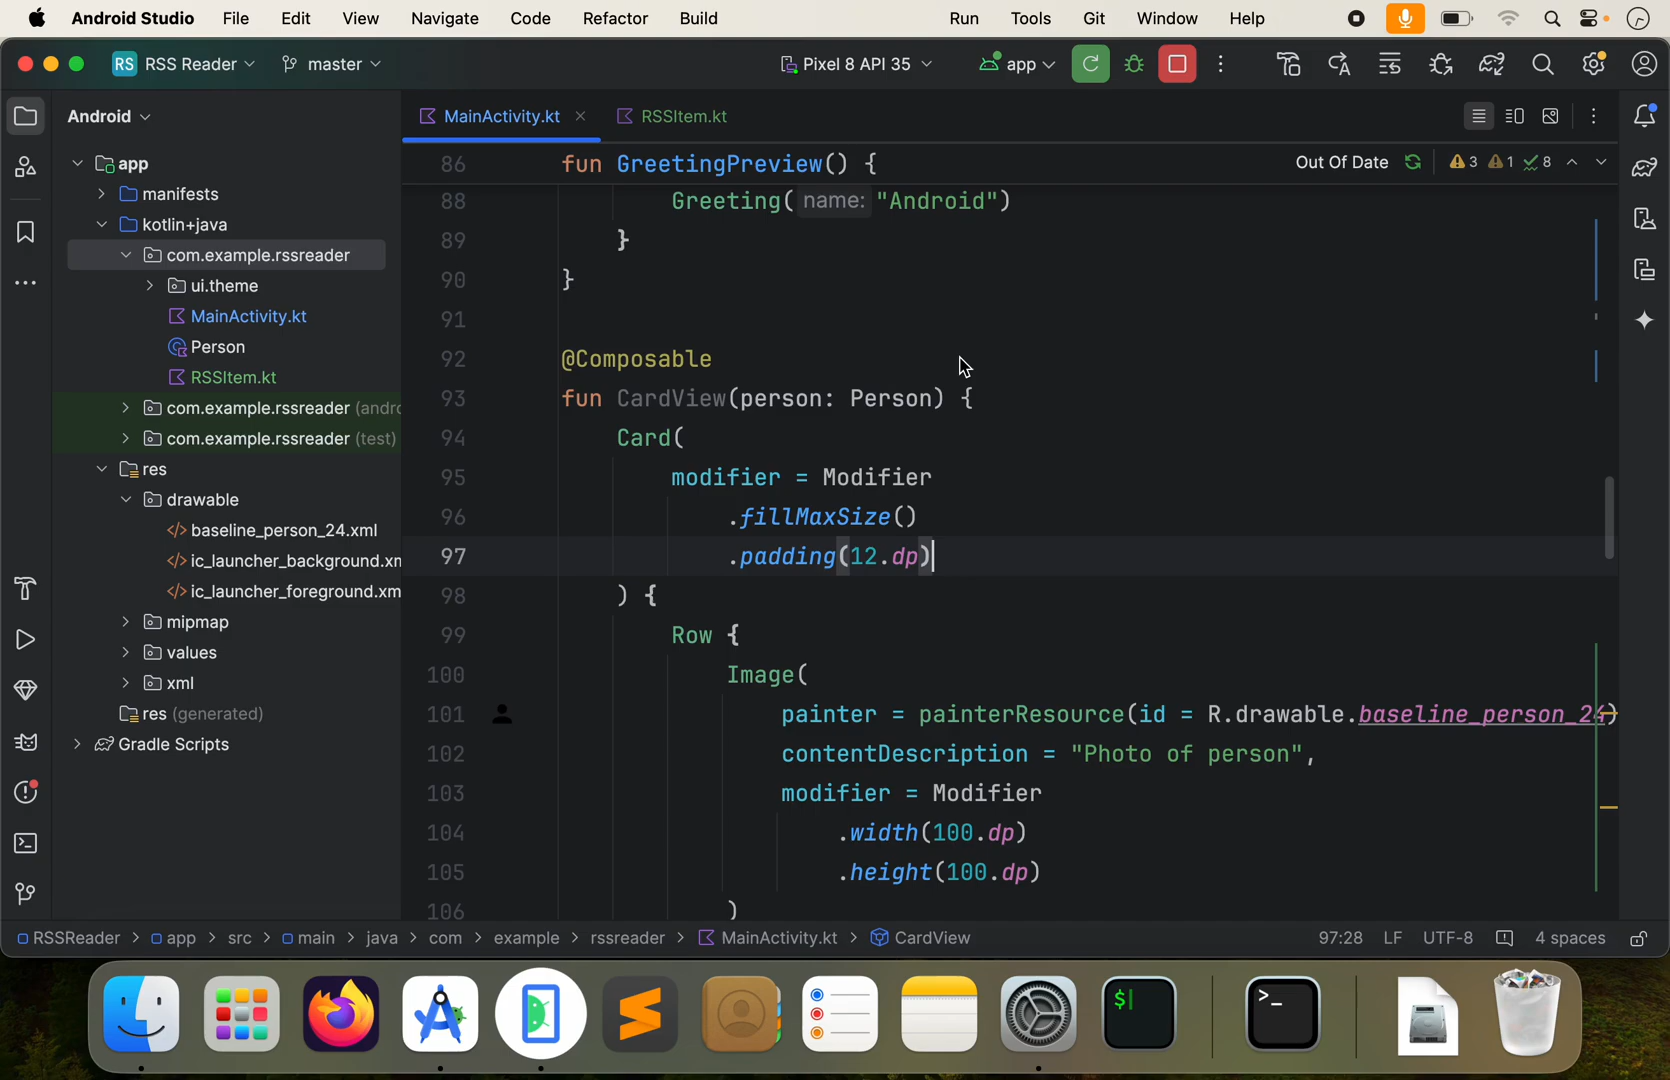 Android Studio File Edit View Navigate Code Refactor Build Run Tools Git Window Help
RS RSS Reader master Pixel 8 API 35 app
Android MainActivity.kt RSSItem.kt
app
manifests
kotlin+java
com.example.rssreader
ui.theme
MainActivity.kt
Person
RSSItem.kt
com.example.rssreader (andro
com.example.rssreader (test)
res
drawable
baseline_person_24.xml
ic_launcher_background.xm
ic_launcher_foreground.xm
mipmap
values
xml
res (generated)
Gradle Scripts
86 fun GreetingPreview() { Out Of Date 3 1 8
88 Greeting( name: "Android")
89 }
90 }
91
92 @Composable
93 fun CardView(person: Person) {
94 Card(
95 modifier = Modifier
96 .fillMaxSize()
97 .padding(12.dp)
98 ) {
99 Row {
100 Image(
101 painter = painterResource(id = R.drawable.baseline_person_24)
102 contentDescription = "Photo of person",
103 modifier = Modifier
104 .width(100.dp)
105 .height(100.dp)
106 )
RSSReader > app > src > main > java > com > example > rssreader > MainActivity.kt > CardView 97:28 LF UTF-8 4 spaces